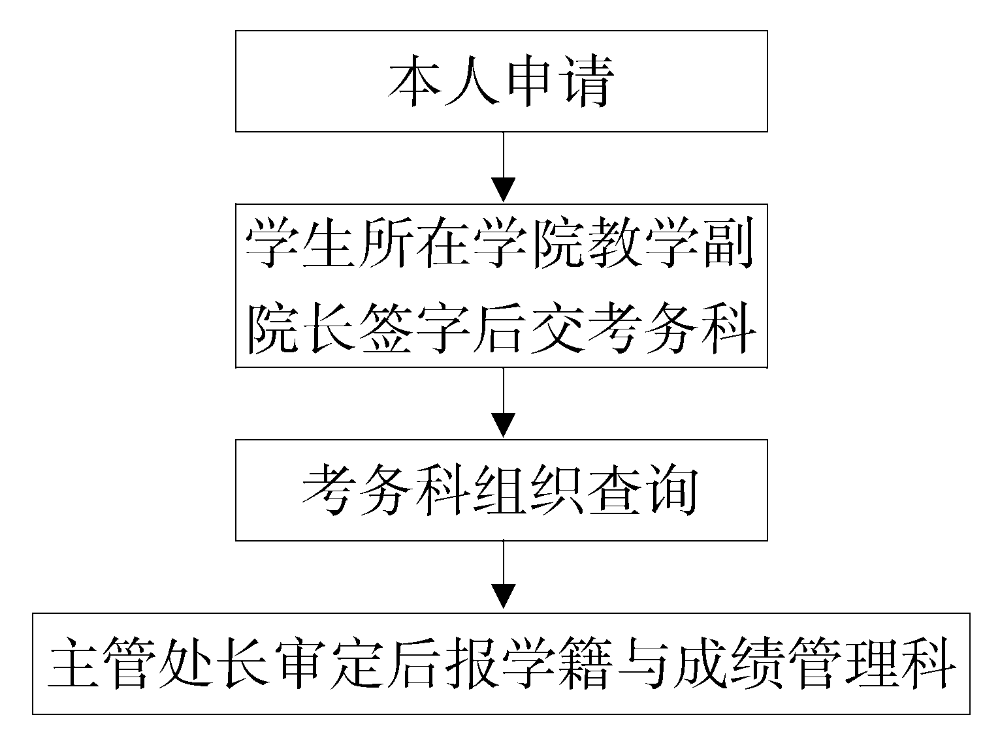 本人申请
学生所在学院教学副
院长签字后交考务科
考务科组织查询
主管处长审定后报学籍与成绩管理科